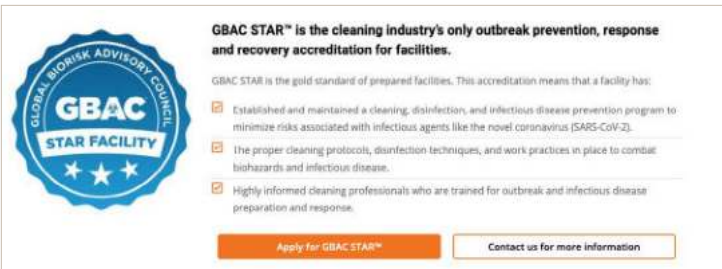 GLOBAL BIORISK ADVISORY COUNCIL
GBAC
STAR FACILITY
GBAC STAR™ is the cleaning industry's only outbreak prevention, response
and recovery accreditation for facilities.
GBAC STAR is the gold standard of prepared facilities. This accreditation means that a facility has:
Established and maintained a cleaning, disinfection, and infectious disease prevention program to
minimize risks associated with infectious agents like the novel coronavirus (SARS-CoV-2).
The proper cleaning protocols, disinfection techniques, and work practices in place to combat
biohazards and infectious disease.
Highly informed cleaning professionals who are trained for outbreak and infectious disease
preparation and response.
Apply for GBAC STAR™
Contact us for more information